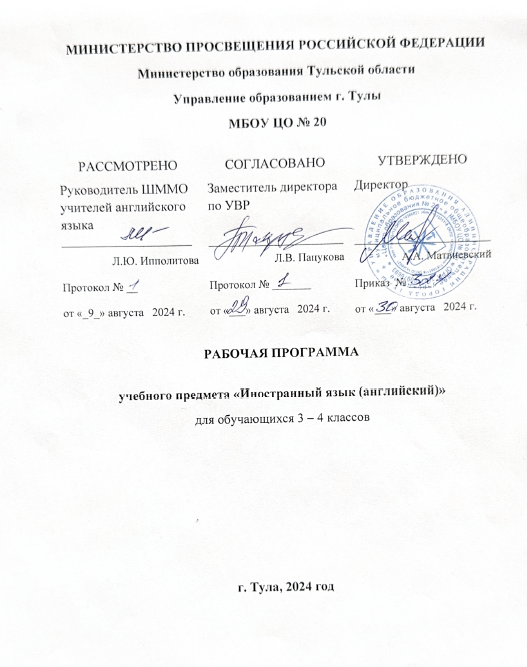 МИНИСТЕРСТВО ПРОСВЕЩЕНИЯ РОССИЙСКОЙ ФЕДЕРАЦИИ
Министерство образования Тульской области
Управление образованием г. Тулы
МБОУ ЦО № 20
РАССМОТРЕНО
Руководитель ШММО
учителей английского
языка
Л.Ю. Ипполитова
Протокол № 1
от «_9_» августа 2024 г.
СОГЛАСОВАНО
Заместитель директора
по УВР
Л.В. Пацукова
Протокол № 1
от «29» августа 2024 г.
УТВЕРЖДЕНО
Директор
А.А. Матвиевский
Приказ №
от «30» августа 2024 г.
РАБОЧАЯ ПРОГРАММА
учебного предмета «Иностранный язык (английский)»
для обучающихся 3 – 4 классов
г. Тула, 2024 год